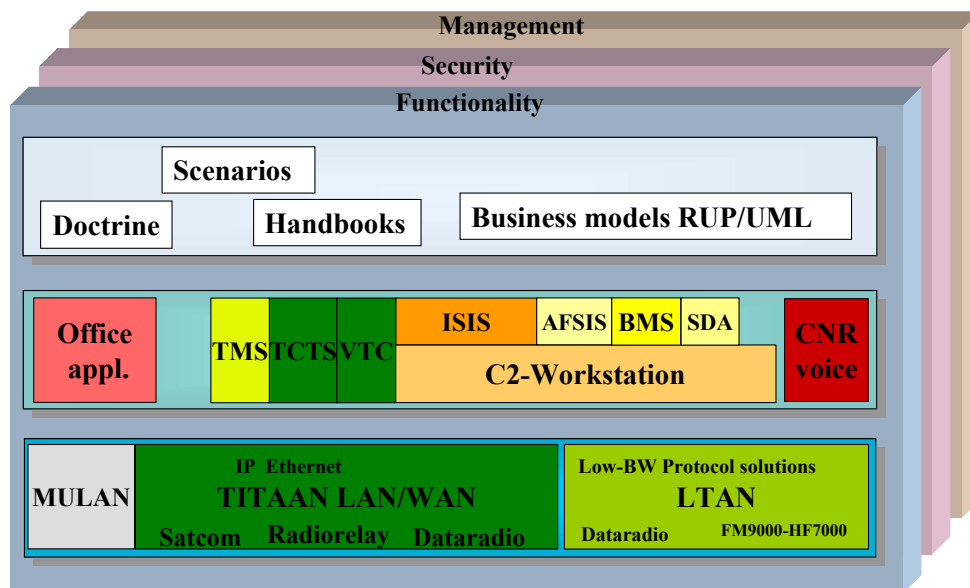 Management
Security
Functionality
Scenarios
Doctrine
Handbooks
Business models RUP/UML
Office
appl.
TMS
TCTS
VTC
ISIS
AFSIS
BMS
SDA
C2-Workstation
CNR
voice
MULAN
IP Ethernet
TITAAN LAN/WAN
Satcom
Radiorelay
Dataradio
Low-BW Protocol solutions
LTAN
Dataradio
FM9000-HF7000